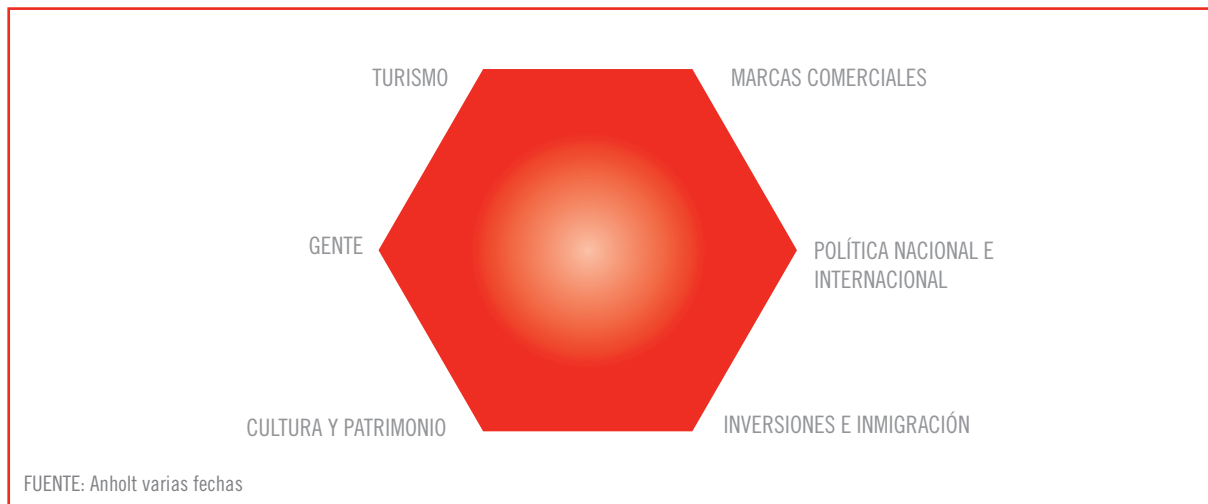 TURISMO
MARCAS COMERCIALES
GENTE
POLÍTICA NACIONAL E
INTERNACIONAL
CULTURA Y PATRIMONIO
INVERSIONES E INMIGRACIÓN
FUENTE: Anholt varias fechas